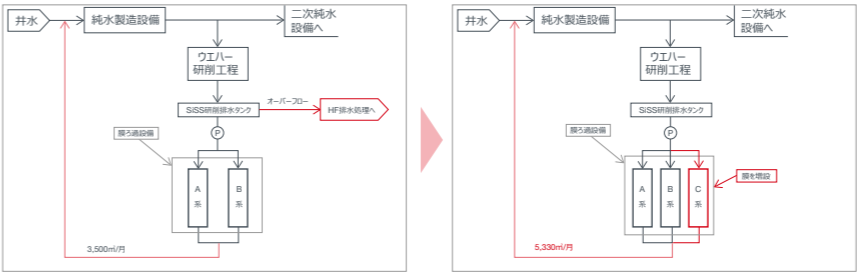 井水
純水製造設備
二次純水
設備へ
ウエハー
研削工程
SiSS研削排水タンク
オーバーフロー
HF排水処理へ
P
膜ろ過設備
A
系
B
系
3,500㎥/月
井水
純水製造設備
二次純水
設備へ
ウエハー
研削工程
SiSS研削排水タンク
P
膜ろ過設備
A
系
B
系
C
系
膜を増設
5,330㎥/月